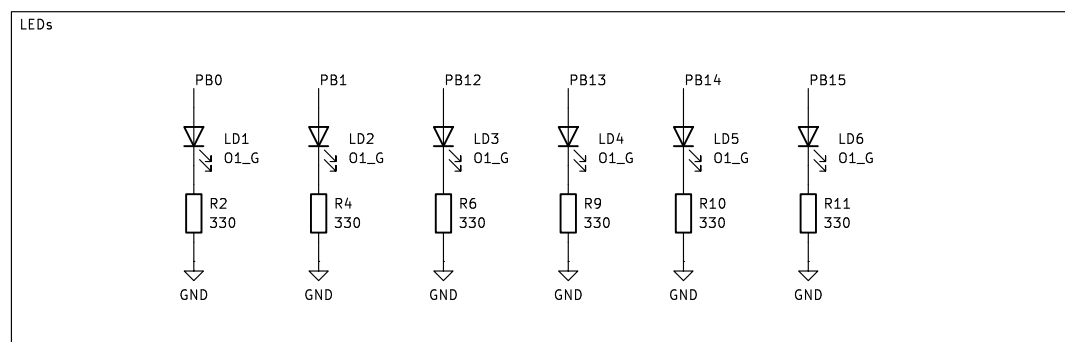 LEDs
PB0 PB1 PB12 PB13 PB14 PB15
LD1 LD2 LD3 LD4 LD5 LD6
O1_G O1_G O1_G O1_G O1_G O1_G
R2 R4 R6 R9 R10 R11
330 330 330 330 330 330
GND GND GND GND GND GND